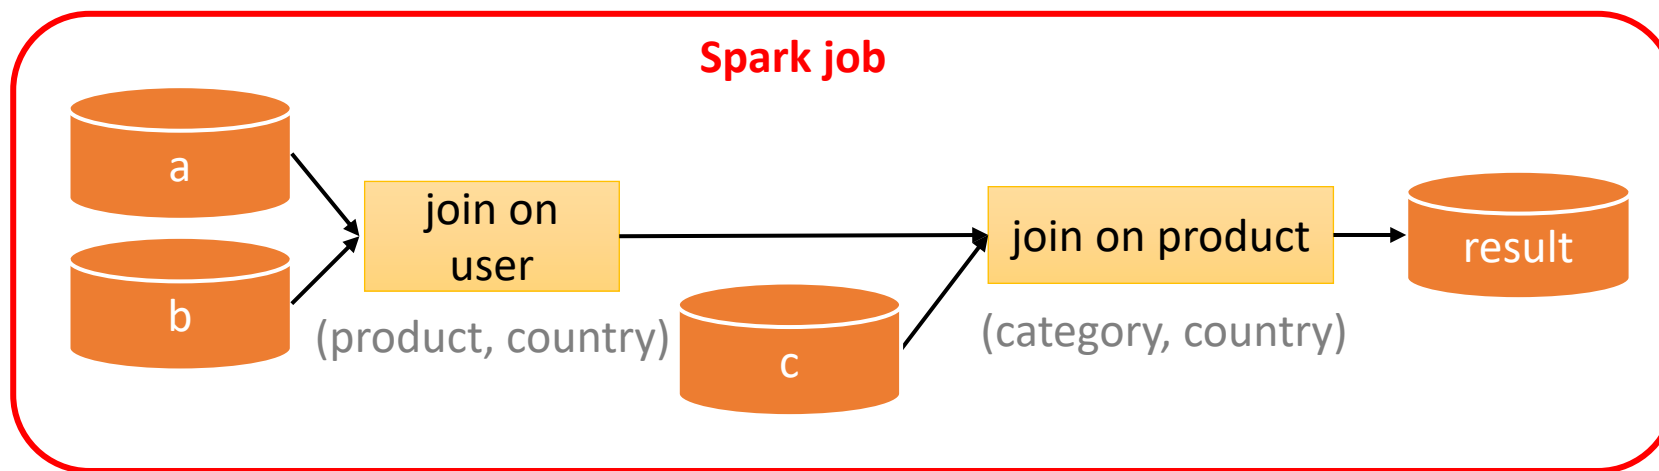 Spark job
a
b
join on
user
(product, country)
c
join on product
(category, country)
result